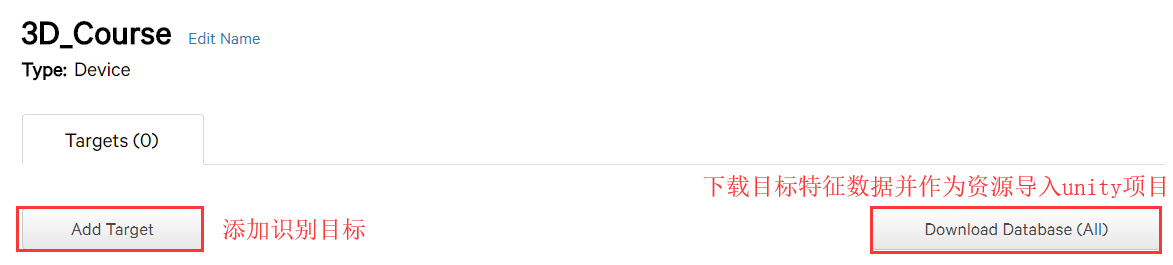 3D_Course Edit Name
Type: Device
Targets (0)
下载目标特征数据并作为资源导入unity项目
Add Target 添加识别目标 Download Database (All)